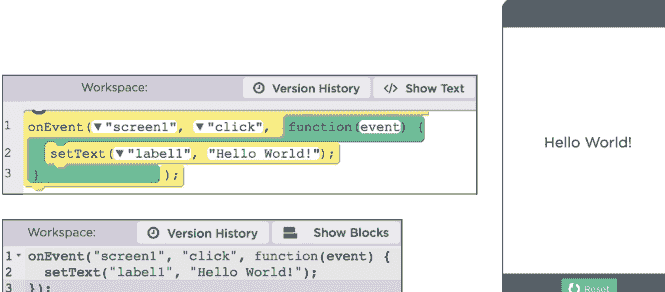 Workspace:
Version History
</> Show Text
1 onEvent(▼"screen1", ▼"click", function(event) {
2 setText(▼"label1", "Hello World!");
3 } );
Workspace:
Version History
Show Blocks
1 onEvent("screen1", "click", function(event) {
2 setText("label1", "Hello World!");
3 });
Hello World!
Reset